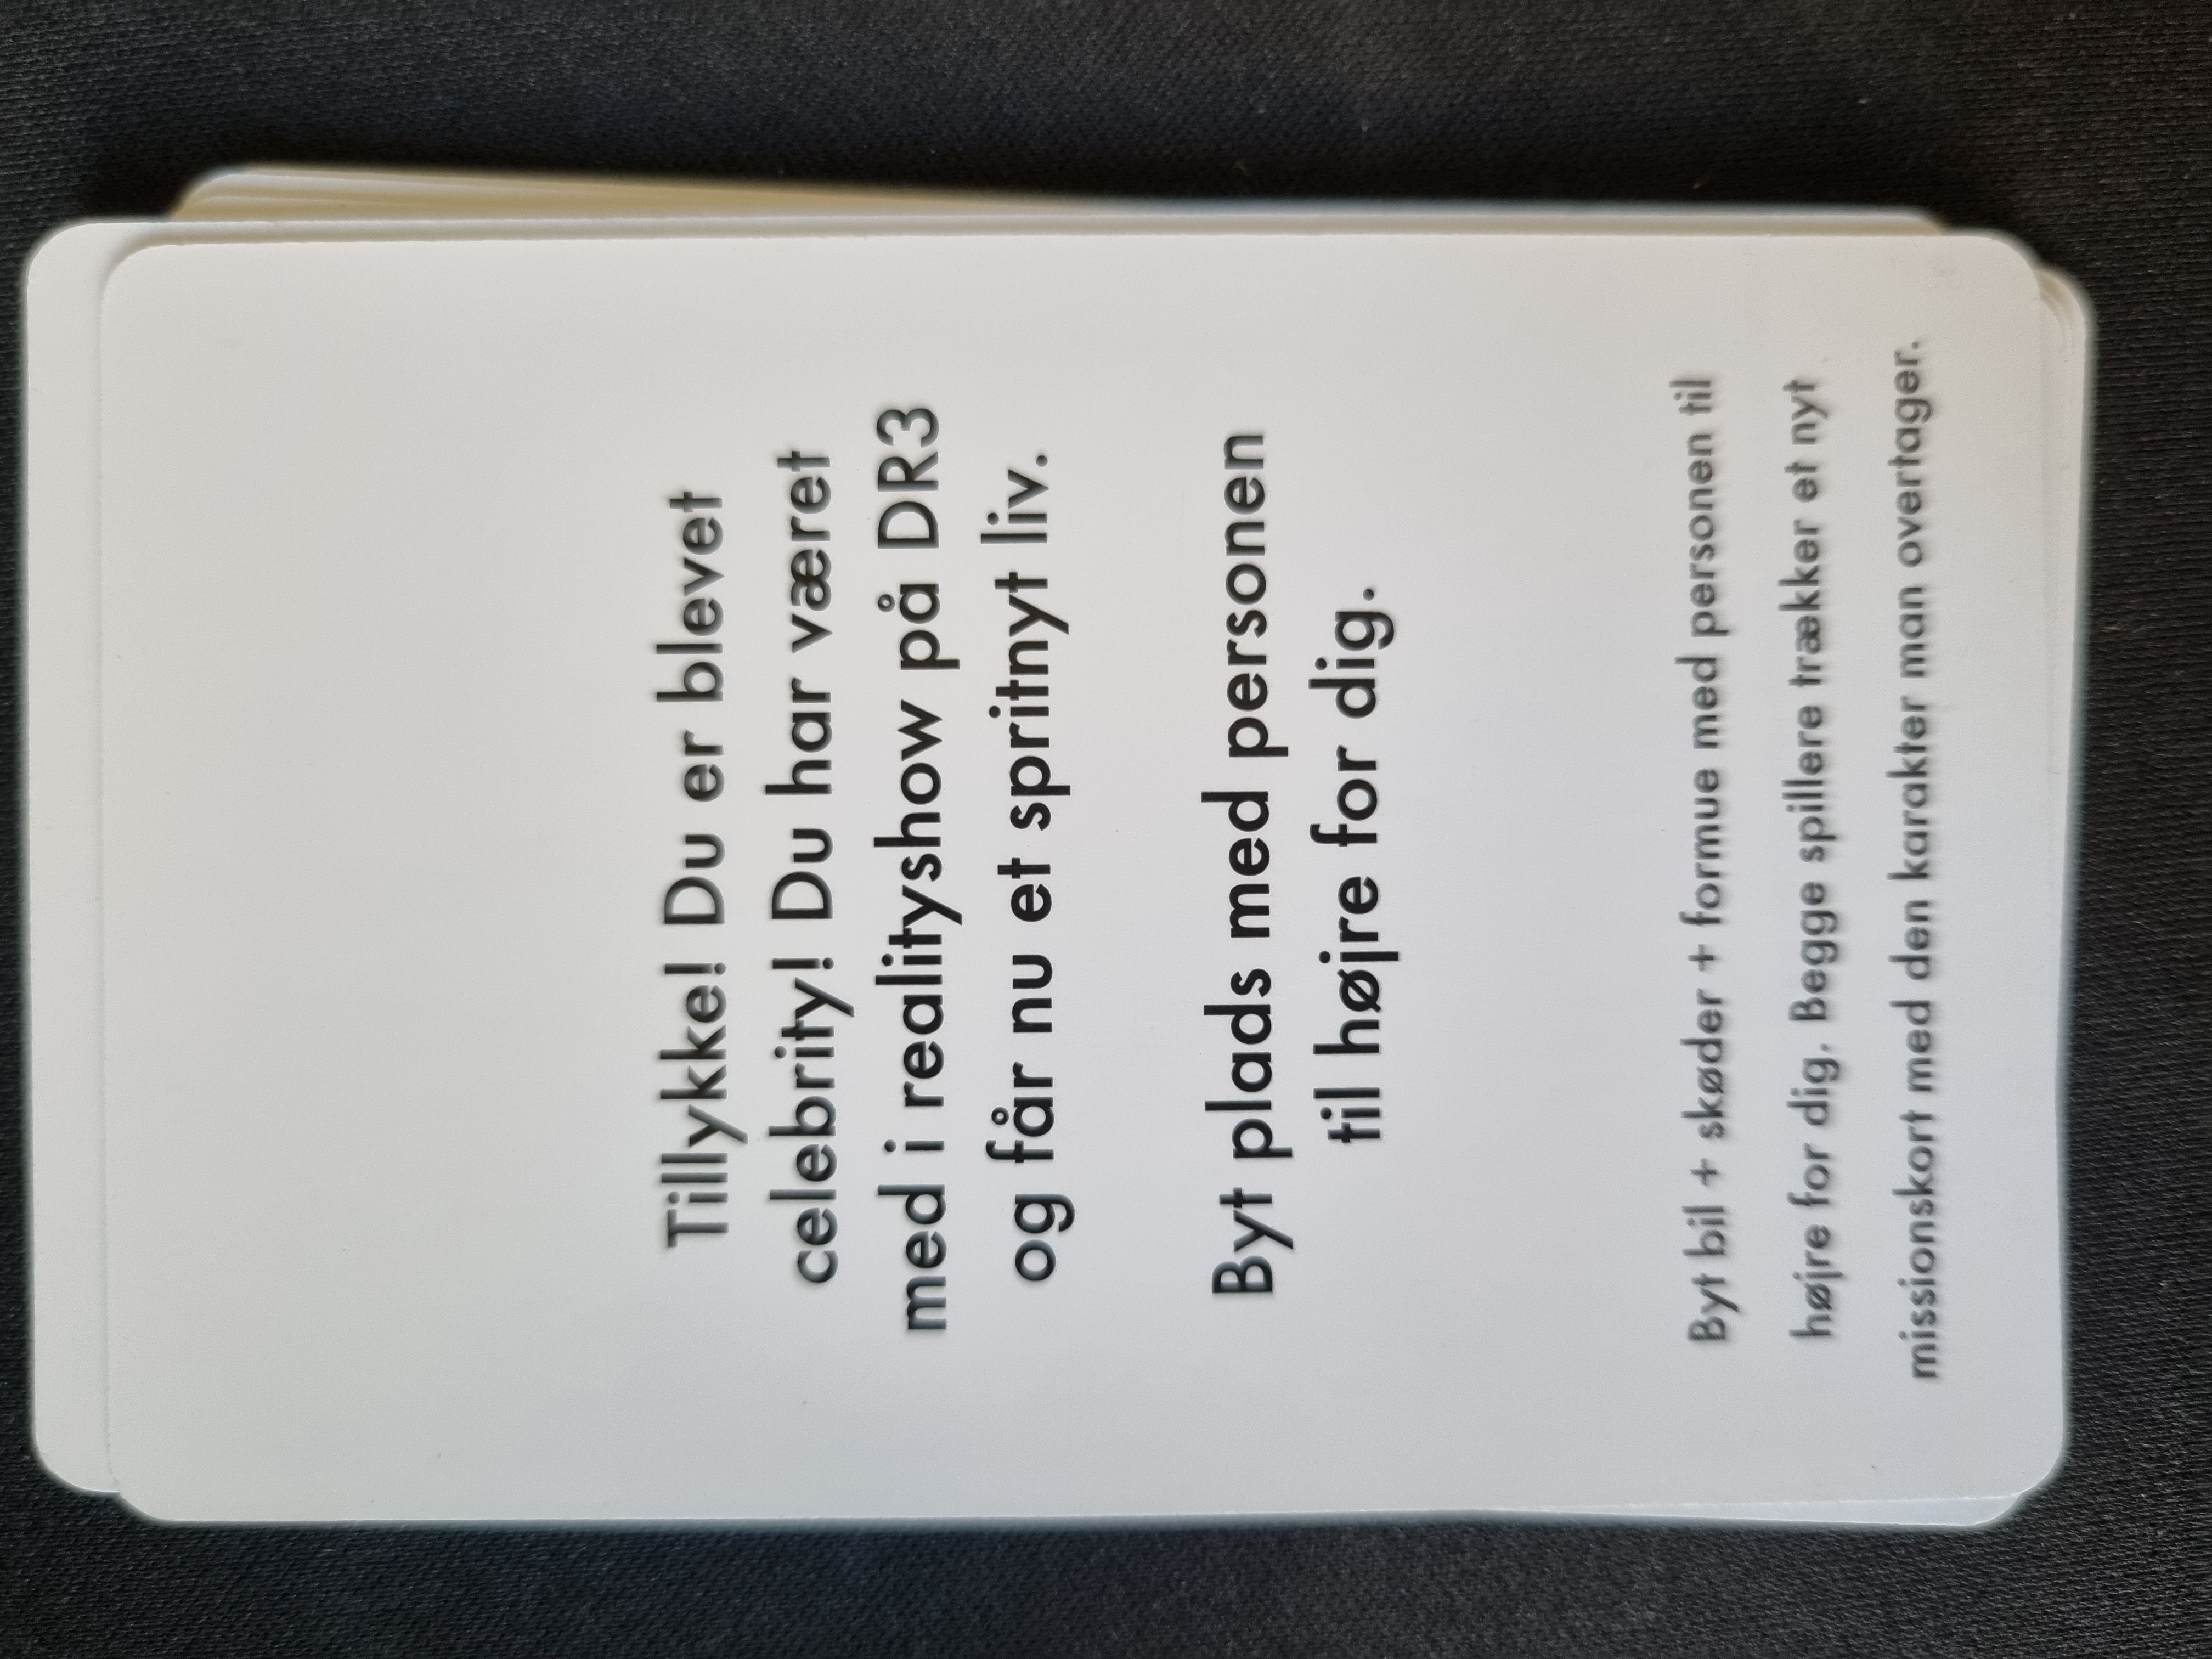 Tillykke! Du er blevet
celebrity! Du har været
med i realityshow på DR3
og får nu et spritnyt liv.
Byt plads med personen
til højre for dig.
Byt bil + skøder + formue med personen til
højre for dig. Begge spillere trækker et nyt
missionskort med den karakter man overtager.